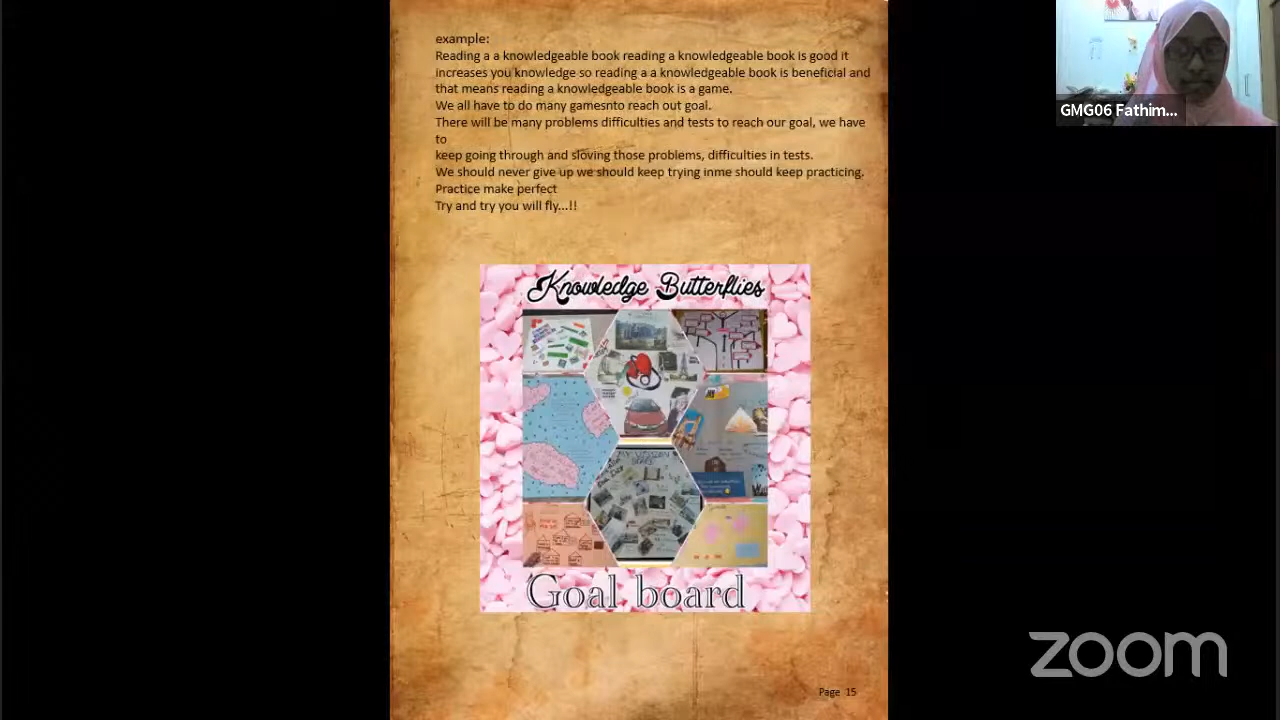 example:
Reading a a knowledgeable book reading a knowledgeable book is good it
increases you knowledge so reading a a knowledgeable book is beneficial and
that means reading a knowledgeable book is a game.
We all have to do many gamesnto reach out goal.
There will be many problems difficulties and tests to reach our goal, we have
to
keep going through and sloving those problems, difficulties in tests.
We should never give up we should keep trying inme should keep practicing.
Practice make perfect
Try and try you will fly...!!
Knowledge Butterflies
Goal board
Page 15
GMG06 Fathim...
zoom